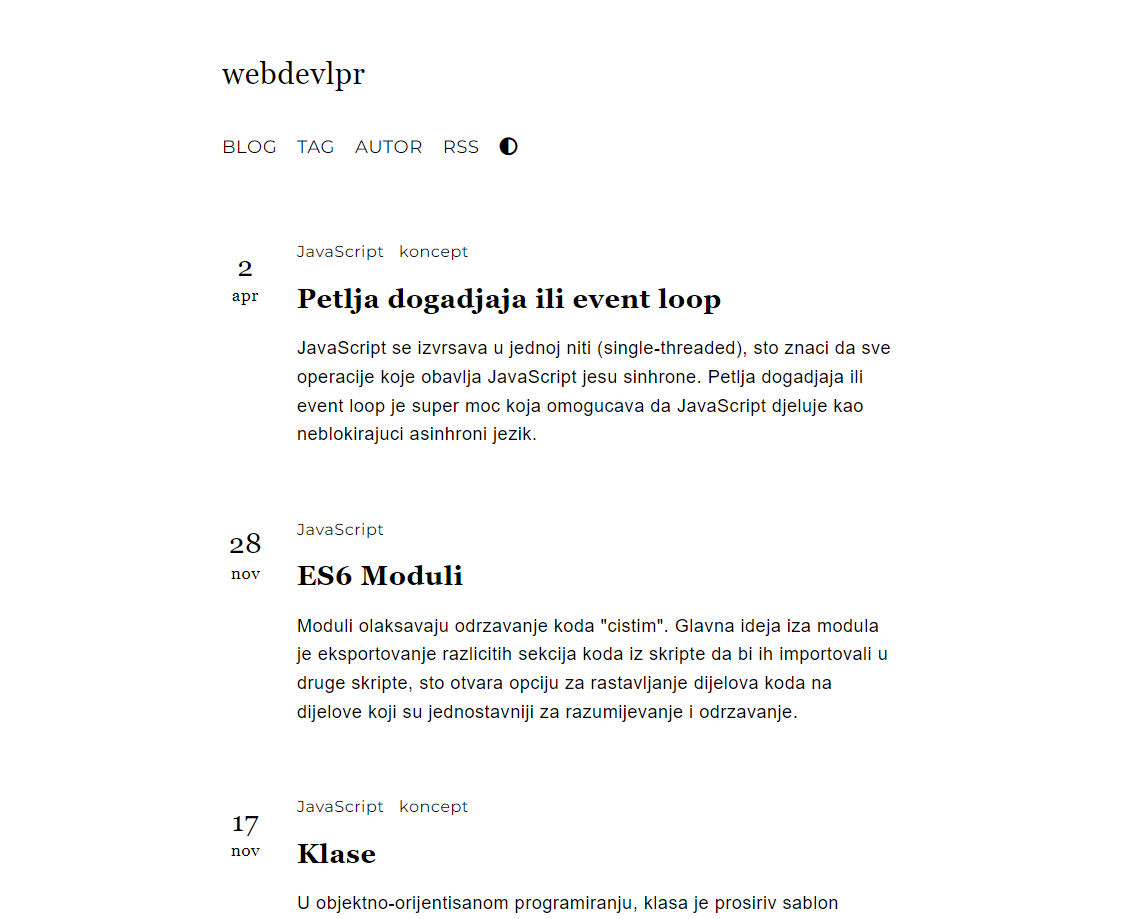 webdevlpr
BLOG TAG AUTOR RSS
JavaScript koncept
2
apr
Petlja dogadjaja ili event loop
JavaScript se izvrsava u jednoj niti (single-threaded), sto znaci da sve
operacije koje obavlja JavaScript jesu sinhrone. Petlja dogadjaja ili
event loop je super moc koja omogucava da JavaScript djeluje kao
neblokirajuci asinhroni jezik.
JavaScript
28
nov
ES6 Moduli
Moduli olaksavaju odrzavanje koda "cistim". Glavna ideja iza modula
je eksportovanje razlicitih sekcija koda iz skripte da bi ih importovali u
druge skripte, sto otvara opciju za rastavljanje dijelova koda na
dijelove koji su jednostavniji za razumijevanje i odrzavanje.
JavaScript koncept
17
nov
Klase
U objektno-orijentisanom programiranju, klasa je prosiriv sablon